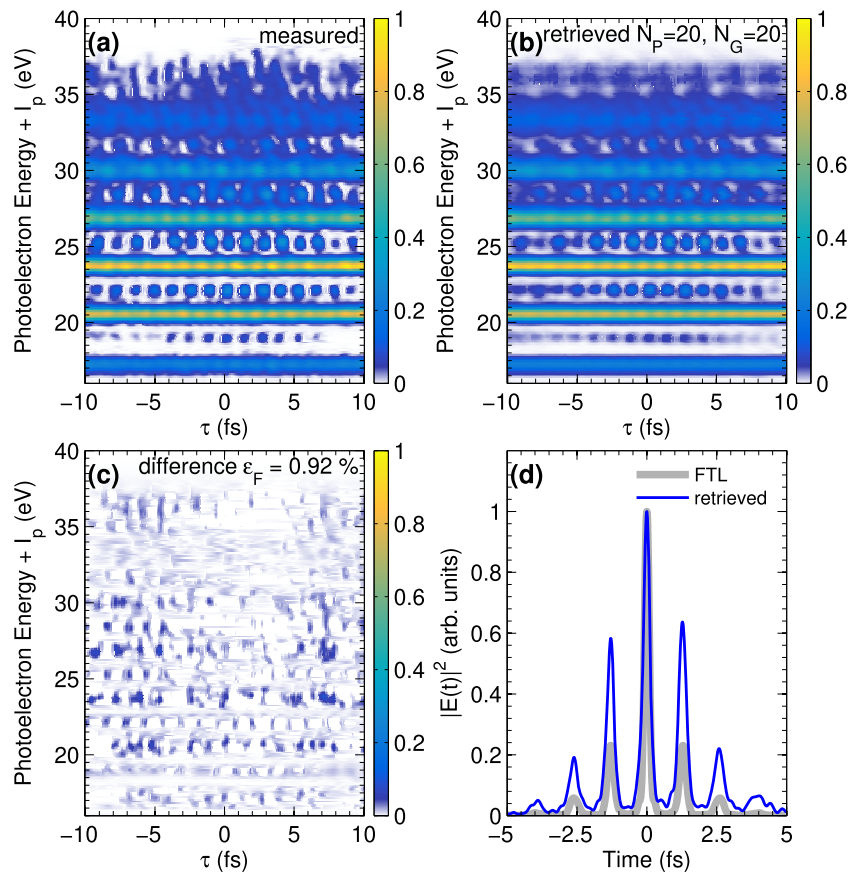 (a) measured
40
35
30
25
20
Photoelectron Energy + I_p (eV)
−10 −5 0 5 10
τ (fs)
1
0.8
0.6
0.4
0.2
0
(b) retrieved N_P=20, N_G=20
40
35
30
25
20
Photoelectron Energy + I_p (eV)
−10 −5 0 5 10
τ (fs)
1
0.8
0.6
0.4
0.2
0
(c) difference ε_F = 0.92 %
40
35
30
25
20
Photoelectron Energy + I_p (eV)
−10 −5 0 5 10
τ (fs)
1
0.8
0.6
0.4
0.2
0
(d)
FTL
retrieved
1
0.8
0.6
0.4
0.2
0
|E(t)|² (arb. units)
−5 −2.5 0 2.5 5
Time (fs)